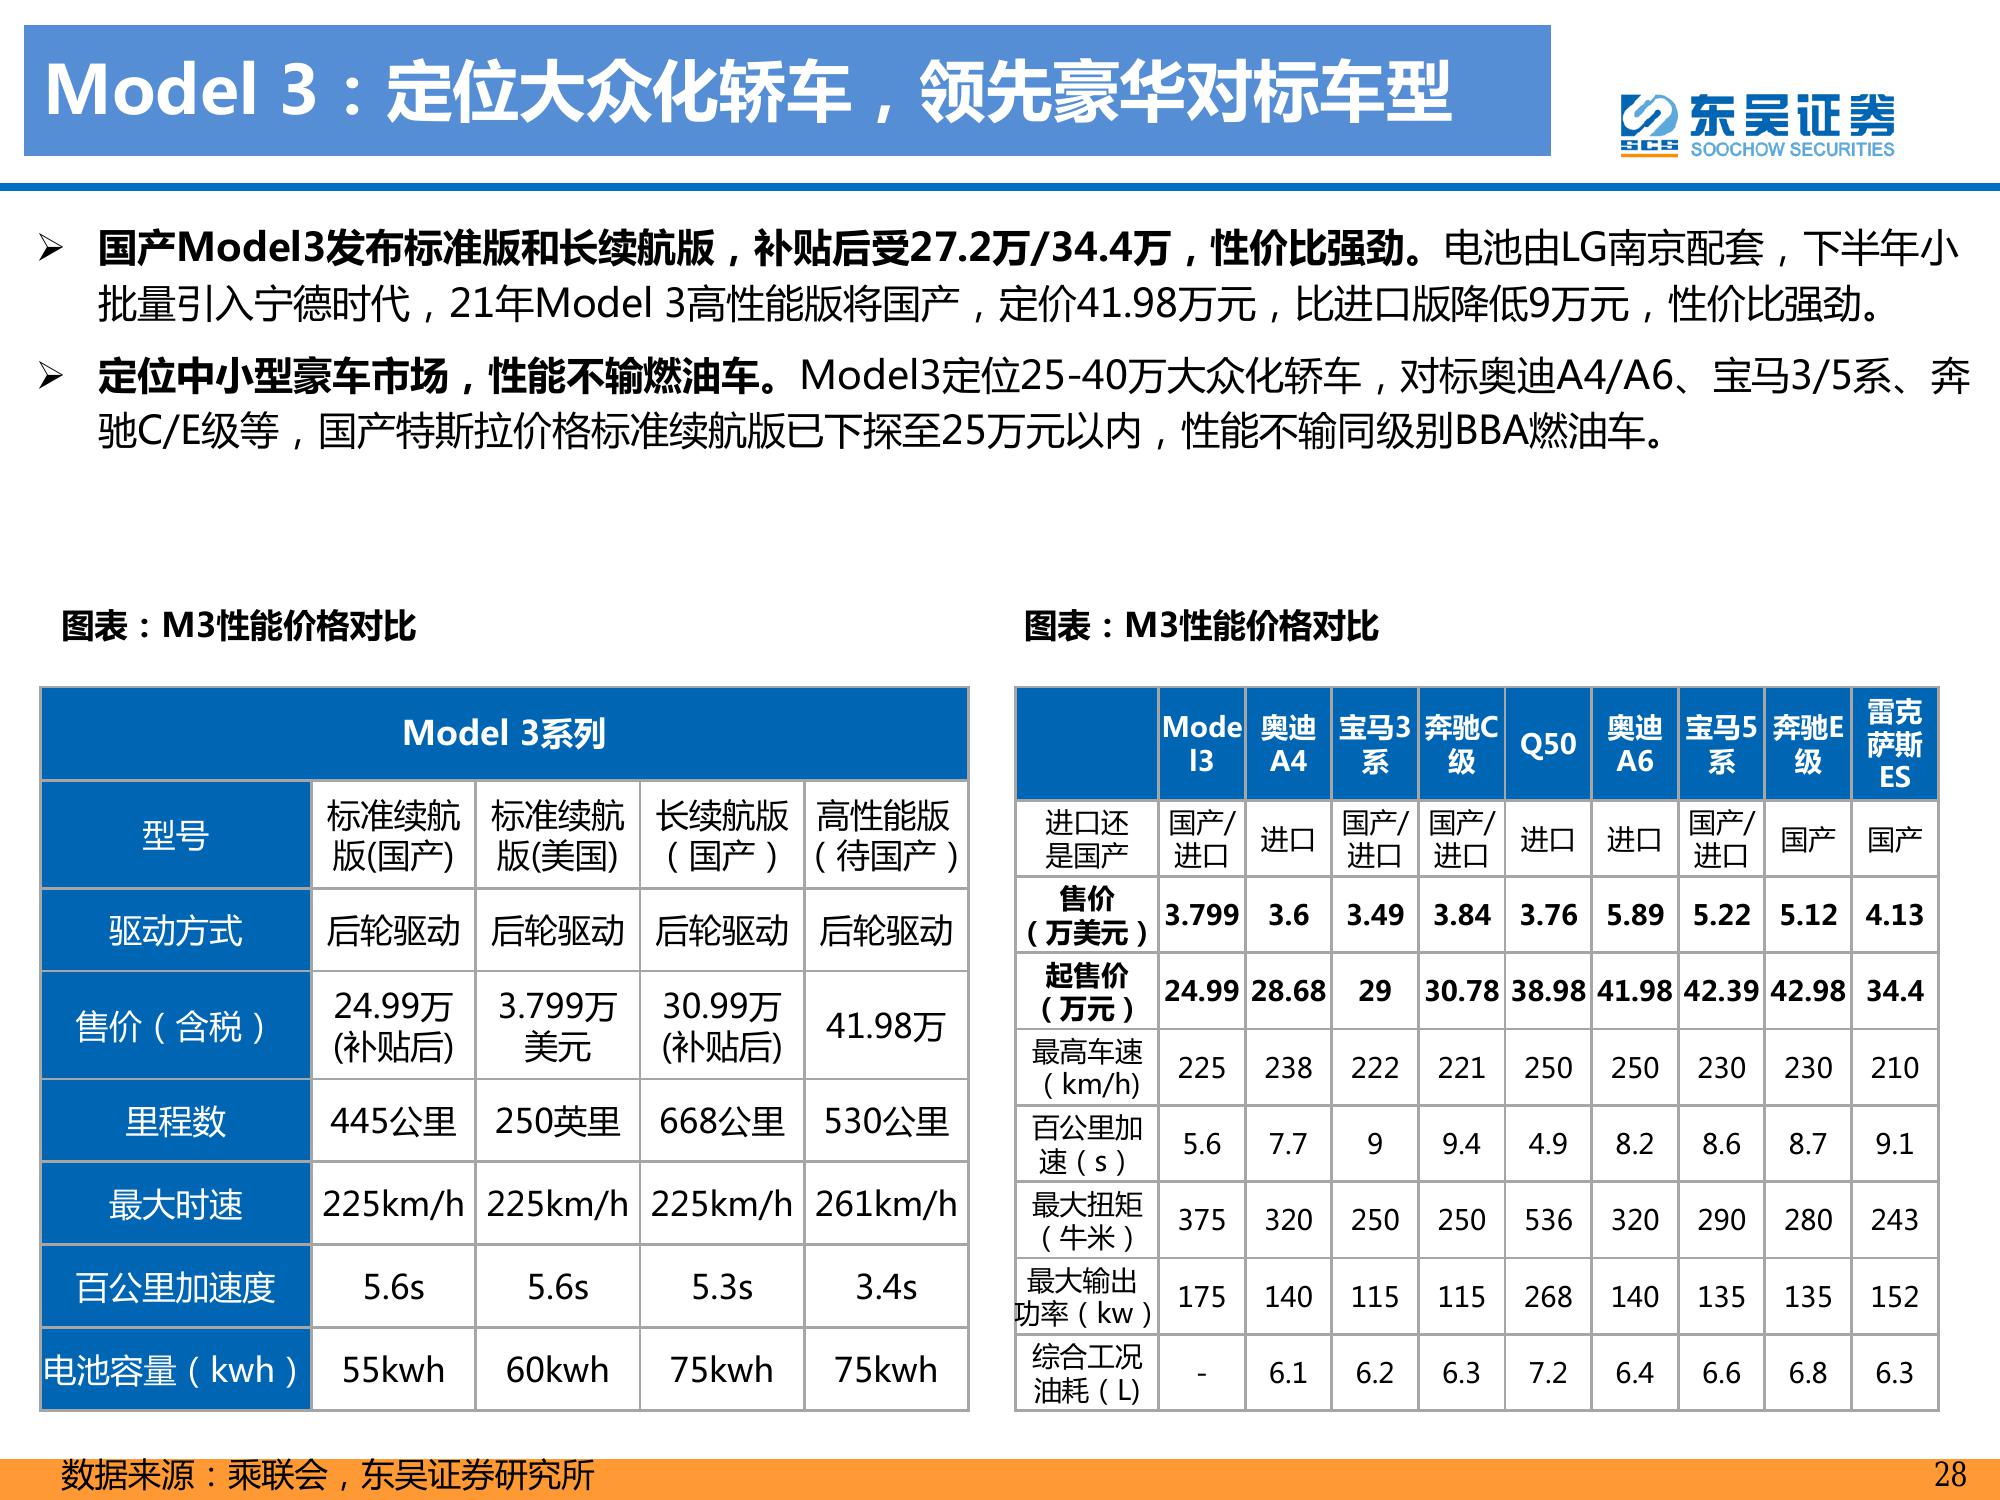 Model 3：定位大众化轿车，领先豪华对标车型
SCS
东吴证券
SOOCHOW SECURITIES
国产Model3发布标准版和长续航版，补贴后受27.2万/34.4万，性价比强劲。电池由LG南京配套，下半年小
批量引入宁德时代，21年Model 3高性能版将国产，定价41.98万元，比进口版降低9万元，性价比强劲。
定位中小型豪车市场，性能不输燃油车。Model3定位25-40万大众化轿车，对标奥迪A4/A6、宝马3/5系、奔
驰C/E级等，国产特斯拉价格标准续航版已下探至25万元以内，性能不输同级别BBA燃油车。
图表：M3性能价格对比
Model 3系列
型号 标准续航版(国产) 标准续航版(美国) 长续航版（国产） 高性能版（待国产）
驱动方式 后轮驱动 后轮驱动 后轮驱动 后轮驱动
售价（含税） 24.99万(补贴后) 3.799万美元 30.99万(补贴后) 41.98万
里程数 445公里 250英里 668公里 530公里
最大时速 225km/h 225km/h 225km/h 261km/h
百公里加速度 5.6s 5.6s 5.3s 3.4s
电池容量（kwh） 55kwh 60kwh 75kwh 75kwh
图表：M3性能价格对比
Model3 奥迪A4 宝马3系 奔驰C级 Q50 奥迪A6 宝马5系 奔驰E级 雷克萨斯ES
进口还是国产 国产/进口 进口 国产/进口 国产/进口 进口 进口 国产/进口 国产 国产
售价（万美元） 3.799 3.6 3.49 3.84 3.76 5.89 5.22 5.12 4.13
起售价（万元） 24.99 28.68 29 30.78 38.98 41.98 42.39 42.98 34.4
最高车速（km/h) 225 238 222 221 250 250 230 230 210
百公里加速（s） 5.6 7.7 9 9.4 4.9 8.2 8.6 8.7 9.1
最大扭矩（牛米） 375 320 250 250 536 320 290 280 243
最大输出功率（kw） 175 140 115 115 268 140 135 135 152
综合工况油耗（L) - 6.1 6.2 6.3 7.2 6.4 6.6 6.8 6.3
数据来源：乘联会，东吴证券研究所
28